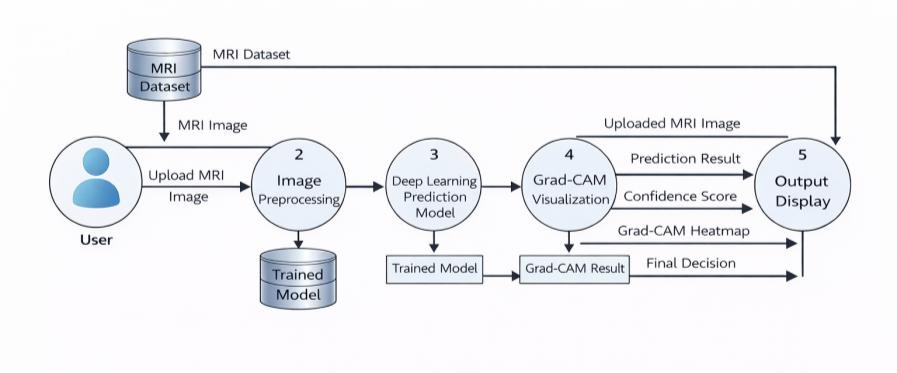 MRI Dataset
MRI
Dataset
MRI Image
Uploaded MRI Image
2
3
4
5
Upload MRI
Image
Image
Preprocessing
Deep Learning
Prediction
Model
Grad-CAM
Visualization
Prediction Result
Confidence Score
Output
Display
User
Grad-CAM Heatmap
Trained
Model
Trained Model
Grad-CAM Result
Final Decision